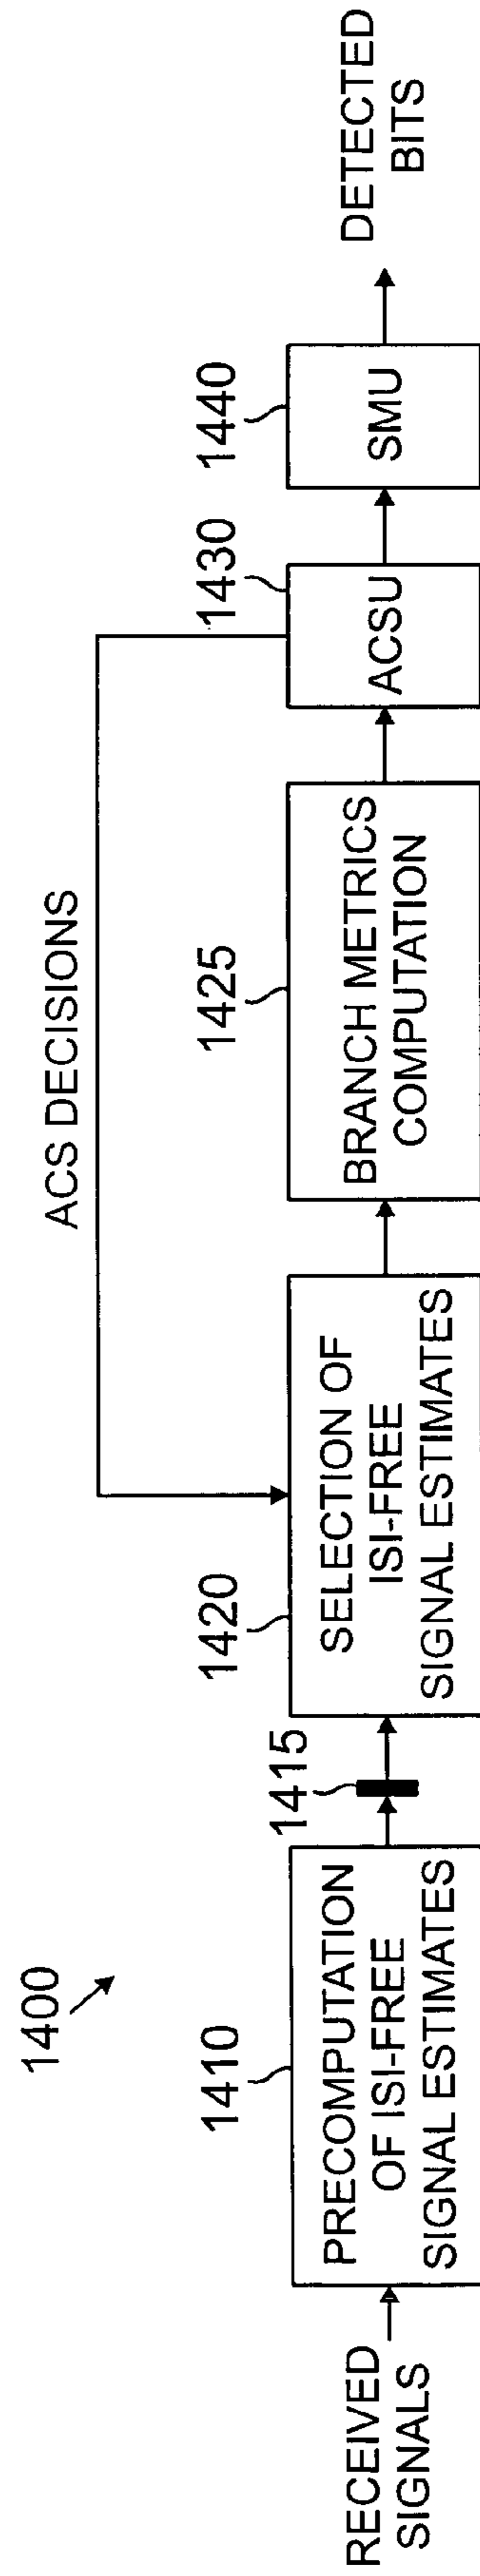 1400
ACS DECISIONS
RECEIVED
SIGNALS
1410
PRECOMPUTATION
OF ISI-FREE
SIGNAL ESTIMATES
1415
1420
SELECTION OF
ISI-FREE
SIGNAL ESTIMATES
1425
BRANCH METRICS
COMPUTATION
1430
ACSU
1440
SMU
DETECTED
BITS